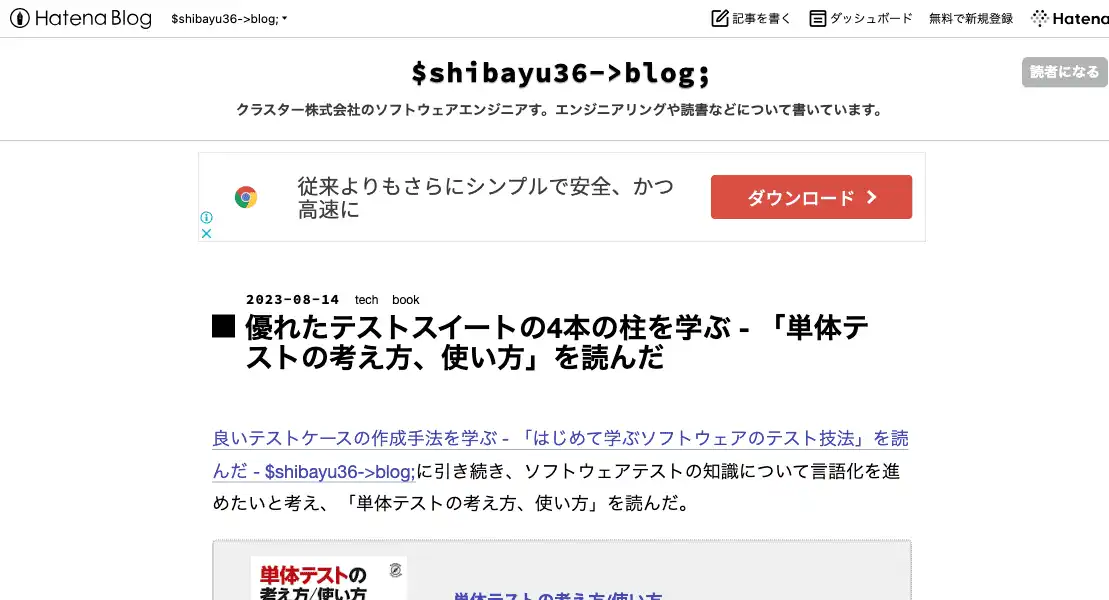 Hatena Blog $shibayu36->blog; 記事を書く ダッシュボード 無料で新規登録 Hatena
$shibayu36->blog;
読者になる
クラスター株式会社のソフトウェアエンジニアす。エンジニアリングや読書などについて書いています。
従来よりもさらにシンプルで安全、かつ
高速に
ダウンロード
2023-08-14 tech book
■ 優れたテストスイートの4本の柱を学ぶ - 「単体テ
ストの考え方、使い方」を読んだ
良いテストケースの作成手法を学ぶ - 「はじめて学ぶソフトウェアのテスト技法」を読
んだ - $shibayu36->blog;に引き続き、ソフトウェアテストの知識について言語化を進
めたいと考え、「単体テストの考え方、使い方」を読んだ。
単体テストの
考え方/使い方
単体テストの考え方/使い方